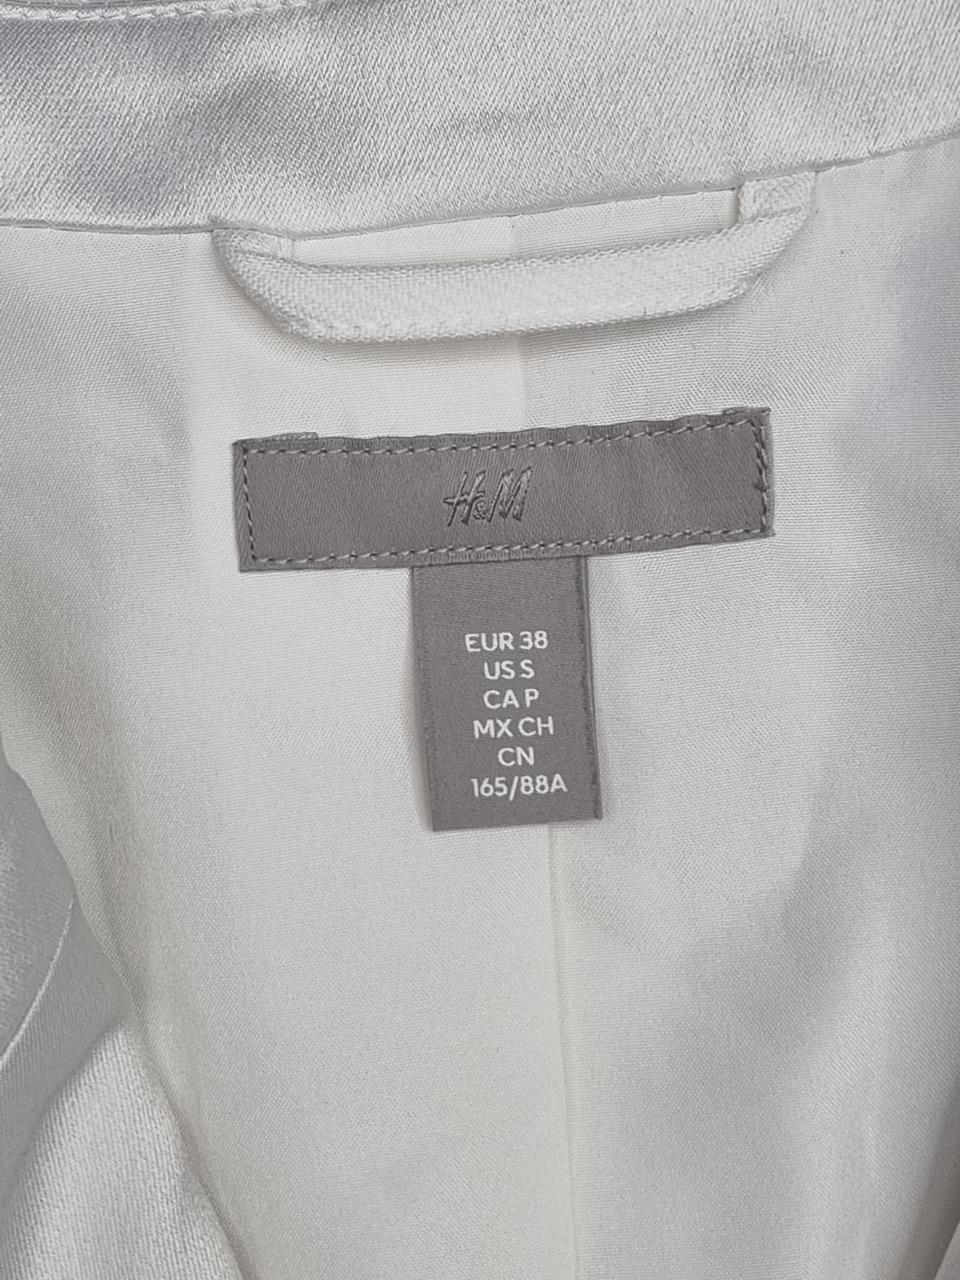 H&M
EUR 38
US S
CA P
MX CH
CN
165/88A